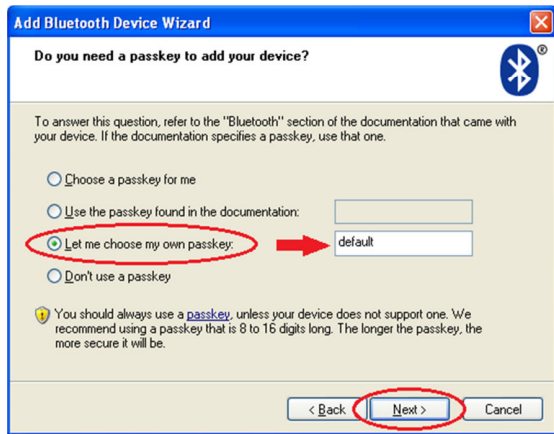 Add Bluetooth Device Wizard
Do you need a passkey to add your device?
®
To answer this question, refer to the "Bluetooth" section of the documentation that came with
your device. If the documentation specifies a passkey, use that one.
Choose a passkey for me
Use the passkey found in the documentation:
Let me choose my own passkey: default
Don't use a passkey
You should always use a passkey, unless your device does not support one. We
recommend using a passkey that is 8 to 16 digits long. The longer the passkey, the
more secure it will be.
< Back Next > Cancel